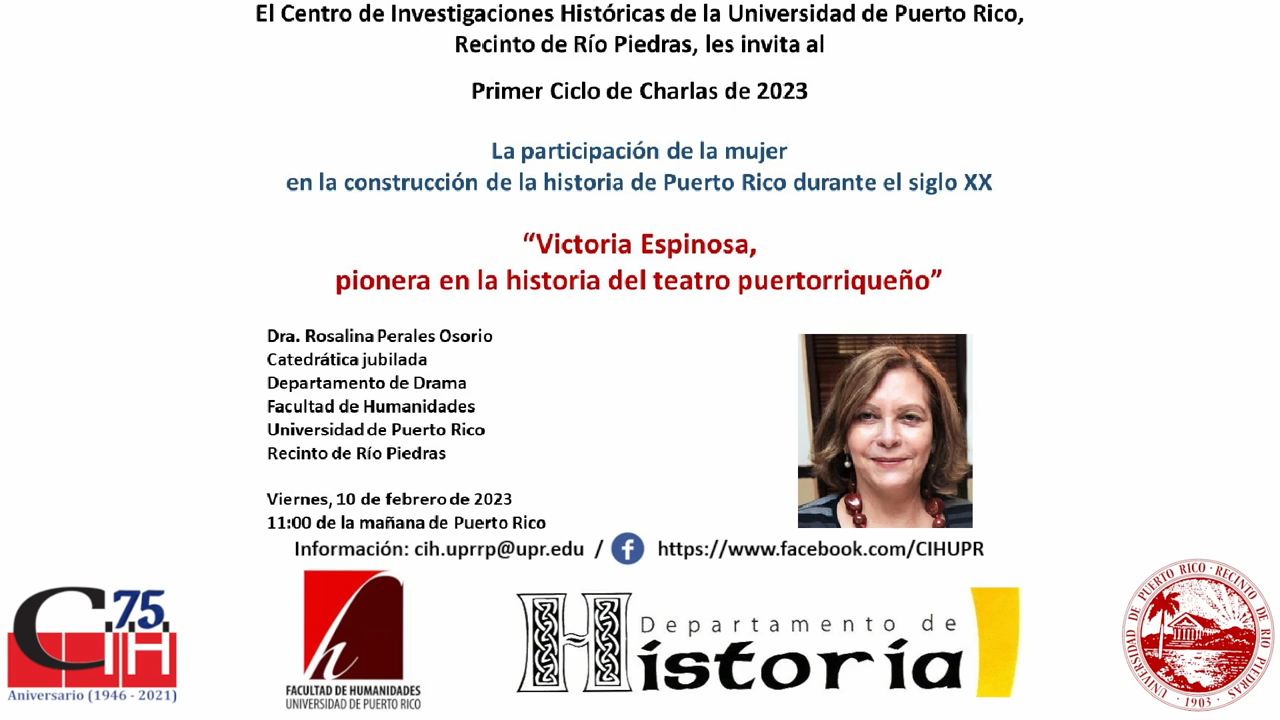 El Centro de Investigaciones Históricas de la Universidad de Puerto Rico,
Recinto de Río Piedras, les invita al
Primer Ciclo de Charlas de 2023
La participación de la mujer
en la construcción de la historia de Puerto Rico durante el siglo XX
“Victoria Espinosa,
pionera en la historia del teatro puertorriqueño”
Dra. Rosalina Perales Osorio
Catedrática jubilada
Departamento de Drama
Facultad de Humanidades
Universidad de Puerto Rico
Recinto de Río Piedras
Viernes, 10 de febrero de 2023
11:00 de la mañana de Puerto Rico
Información: cih.uprrp@upr.edu / f https://www.facebook.com/CIHUPR
75
C.I.H.
Aniversario (1946 - 2021)
h
FACULTAD DE HUMANIDADES
UNIVERSIDAD DE PUERTO RICO
Departamento de
Historia
UNIVERSIDAD DE PUERTO RICO · RECINTO DE RÍO PIEDRAS
· 1903 ·